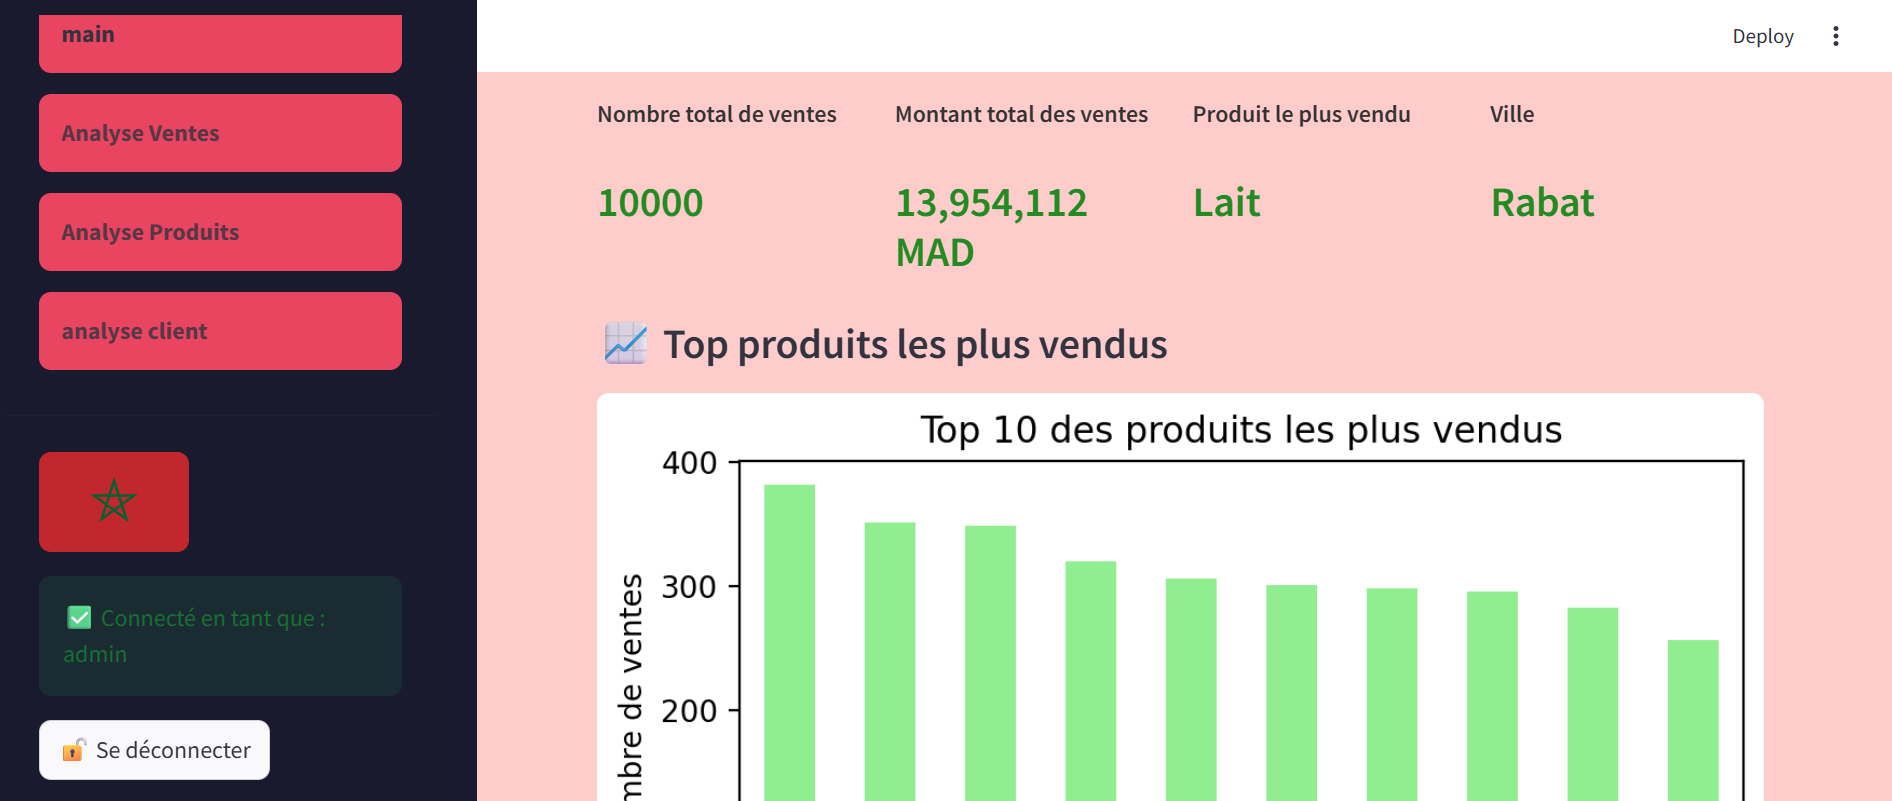 main
Analyse Ventes
Analyse Produits
analyse client
✅ Connecté en tant que :
admin
🔓 Se déconnecter
Deploy
Nombre total de ventes
10000
Montant total des ventes
13,954,112
MAD
Produit le plus vendu
Lait
Ville
Rabat
📈 Top produits les plus vendus
Top 10 des produits les plus vendus
400
300
200
mbre de ventes